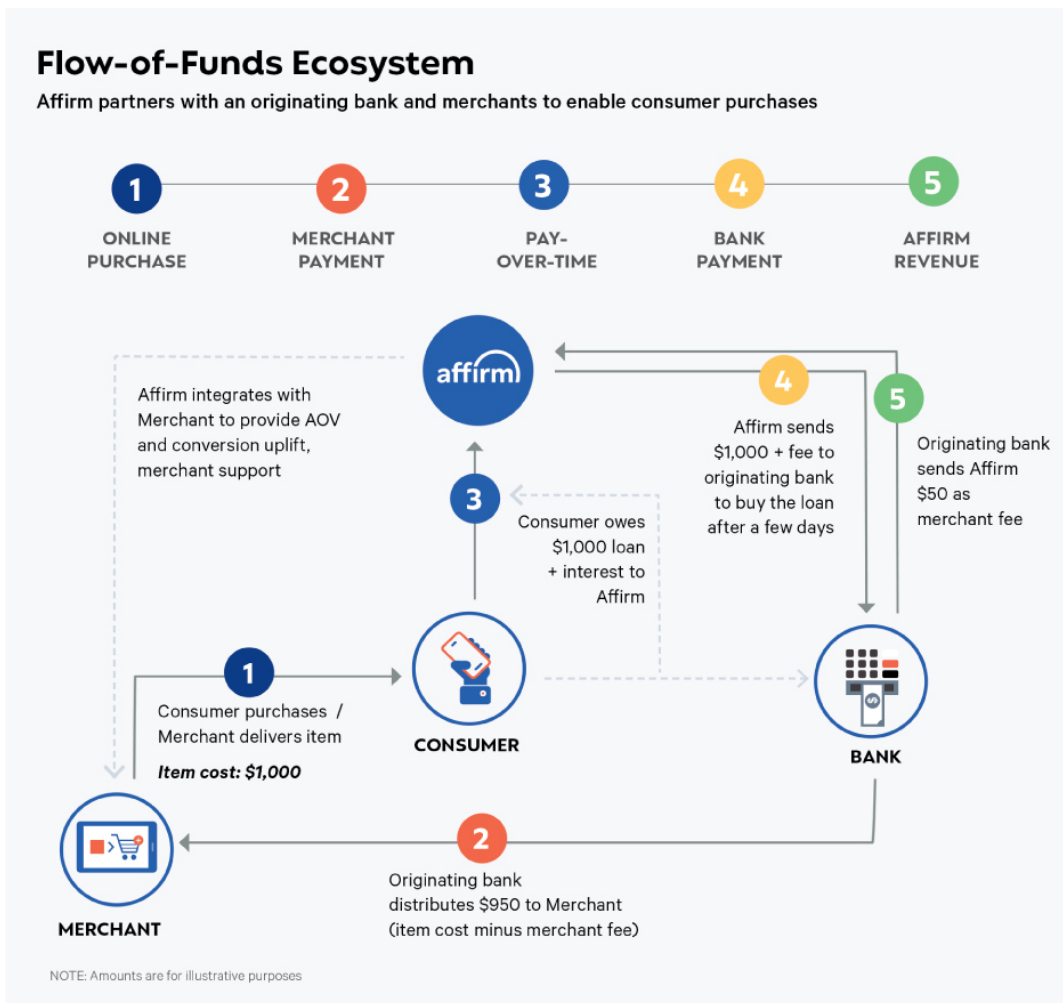 Flow-of-Funds Ecosystem
Affirm partners with an originating bank and merchants to enable consumer purchases
1
2
3
4
5
ONLINE
PURCHASE
MERCHANT
PAYMENT
PAY-
OVER-TIME
BANK
PAYMENT
AFFIRM
REVENUE
affirm
Affirm integrates with
Merchant to provide AOV
and conversion uplift,
merchant support
4
Affirm sends
$1,000 + fee to
originating bank
to buy the loan
after a few days
5
Originating bank
sends Affirm
$50 as
merchant fee
3
Consumer owes
$1,000 loan
+ interest to
Affirm
1
Consumer purchases /
Merchant delivers item
Item cost: $1,000
CONSUMER
$
BANK
MERCHANT
2
Originating bank
distributes $950 to Merchant
(item cost minus merchant fee)
NOTE: Amounts are for illustrative purposes